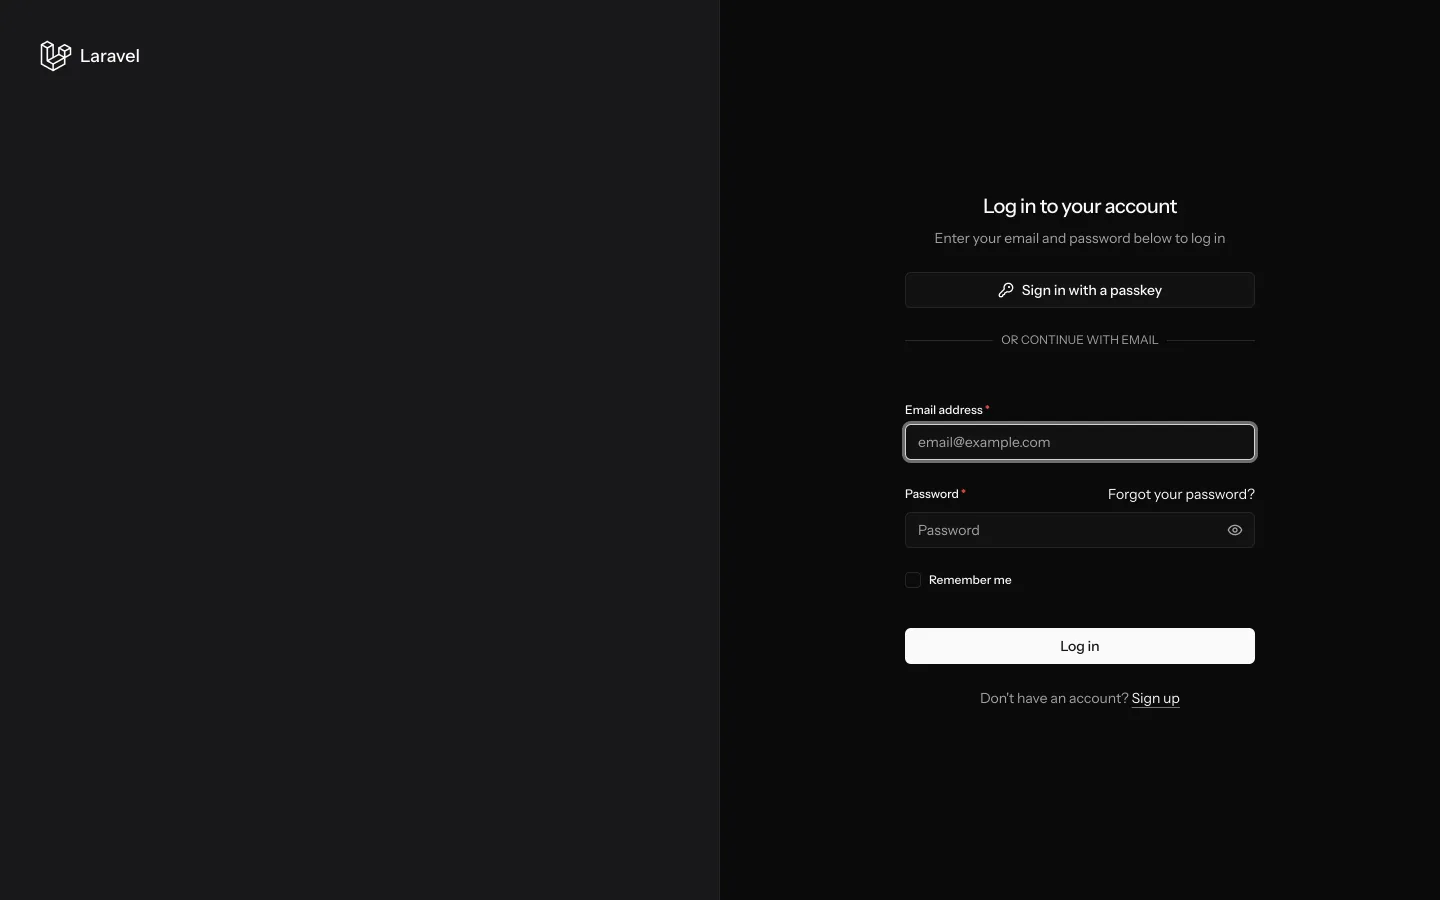 Laravel
Log in to your account
Enter your email and password below to log in
Sign in with a passkey
OR CONTINUE WITH EMAIL
Email address *
email@example.com
Password * Forgot your password?
Password
Remember me
Log in
Don't have an account? Sign up